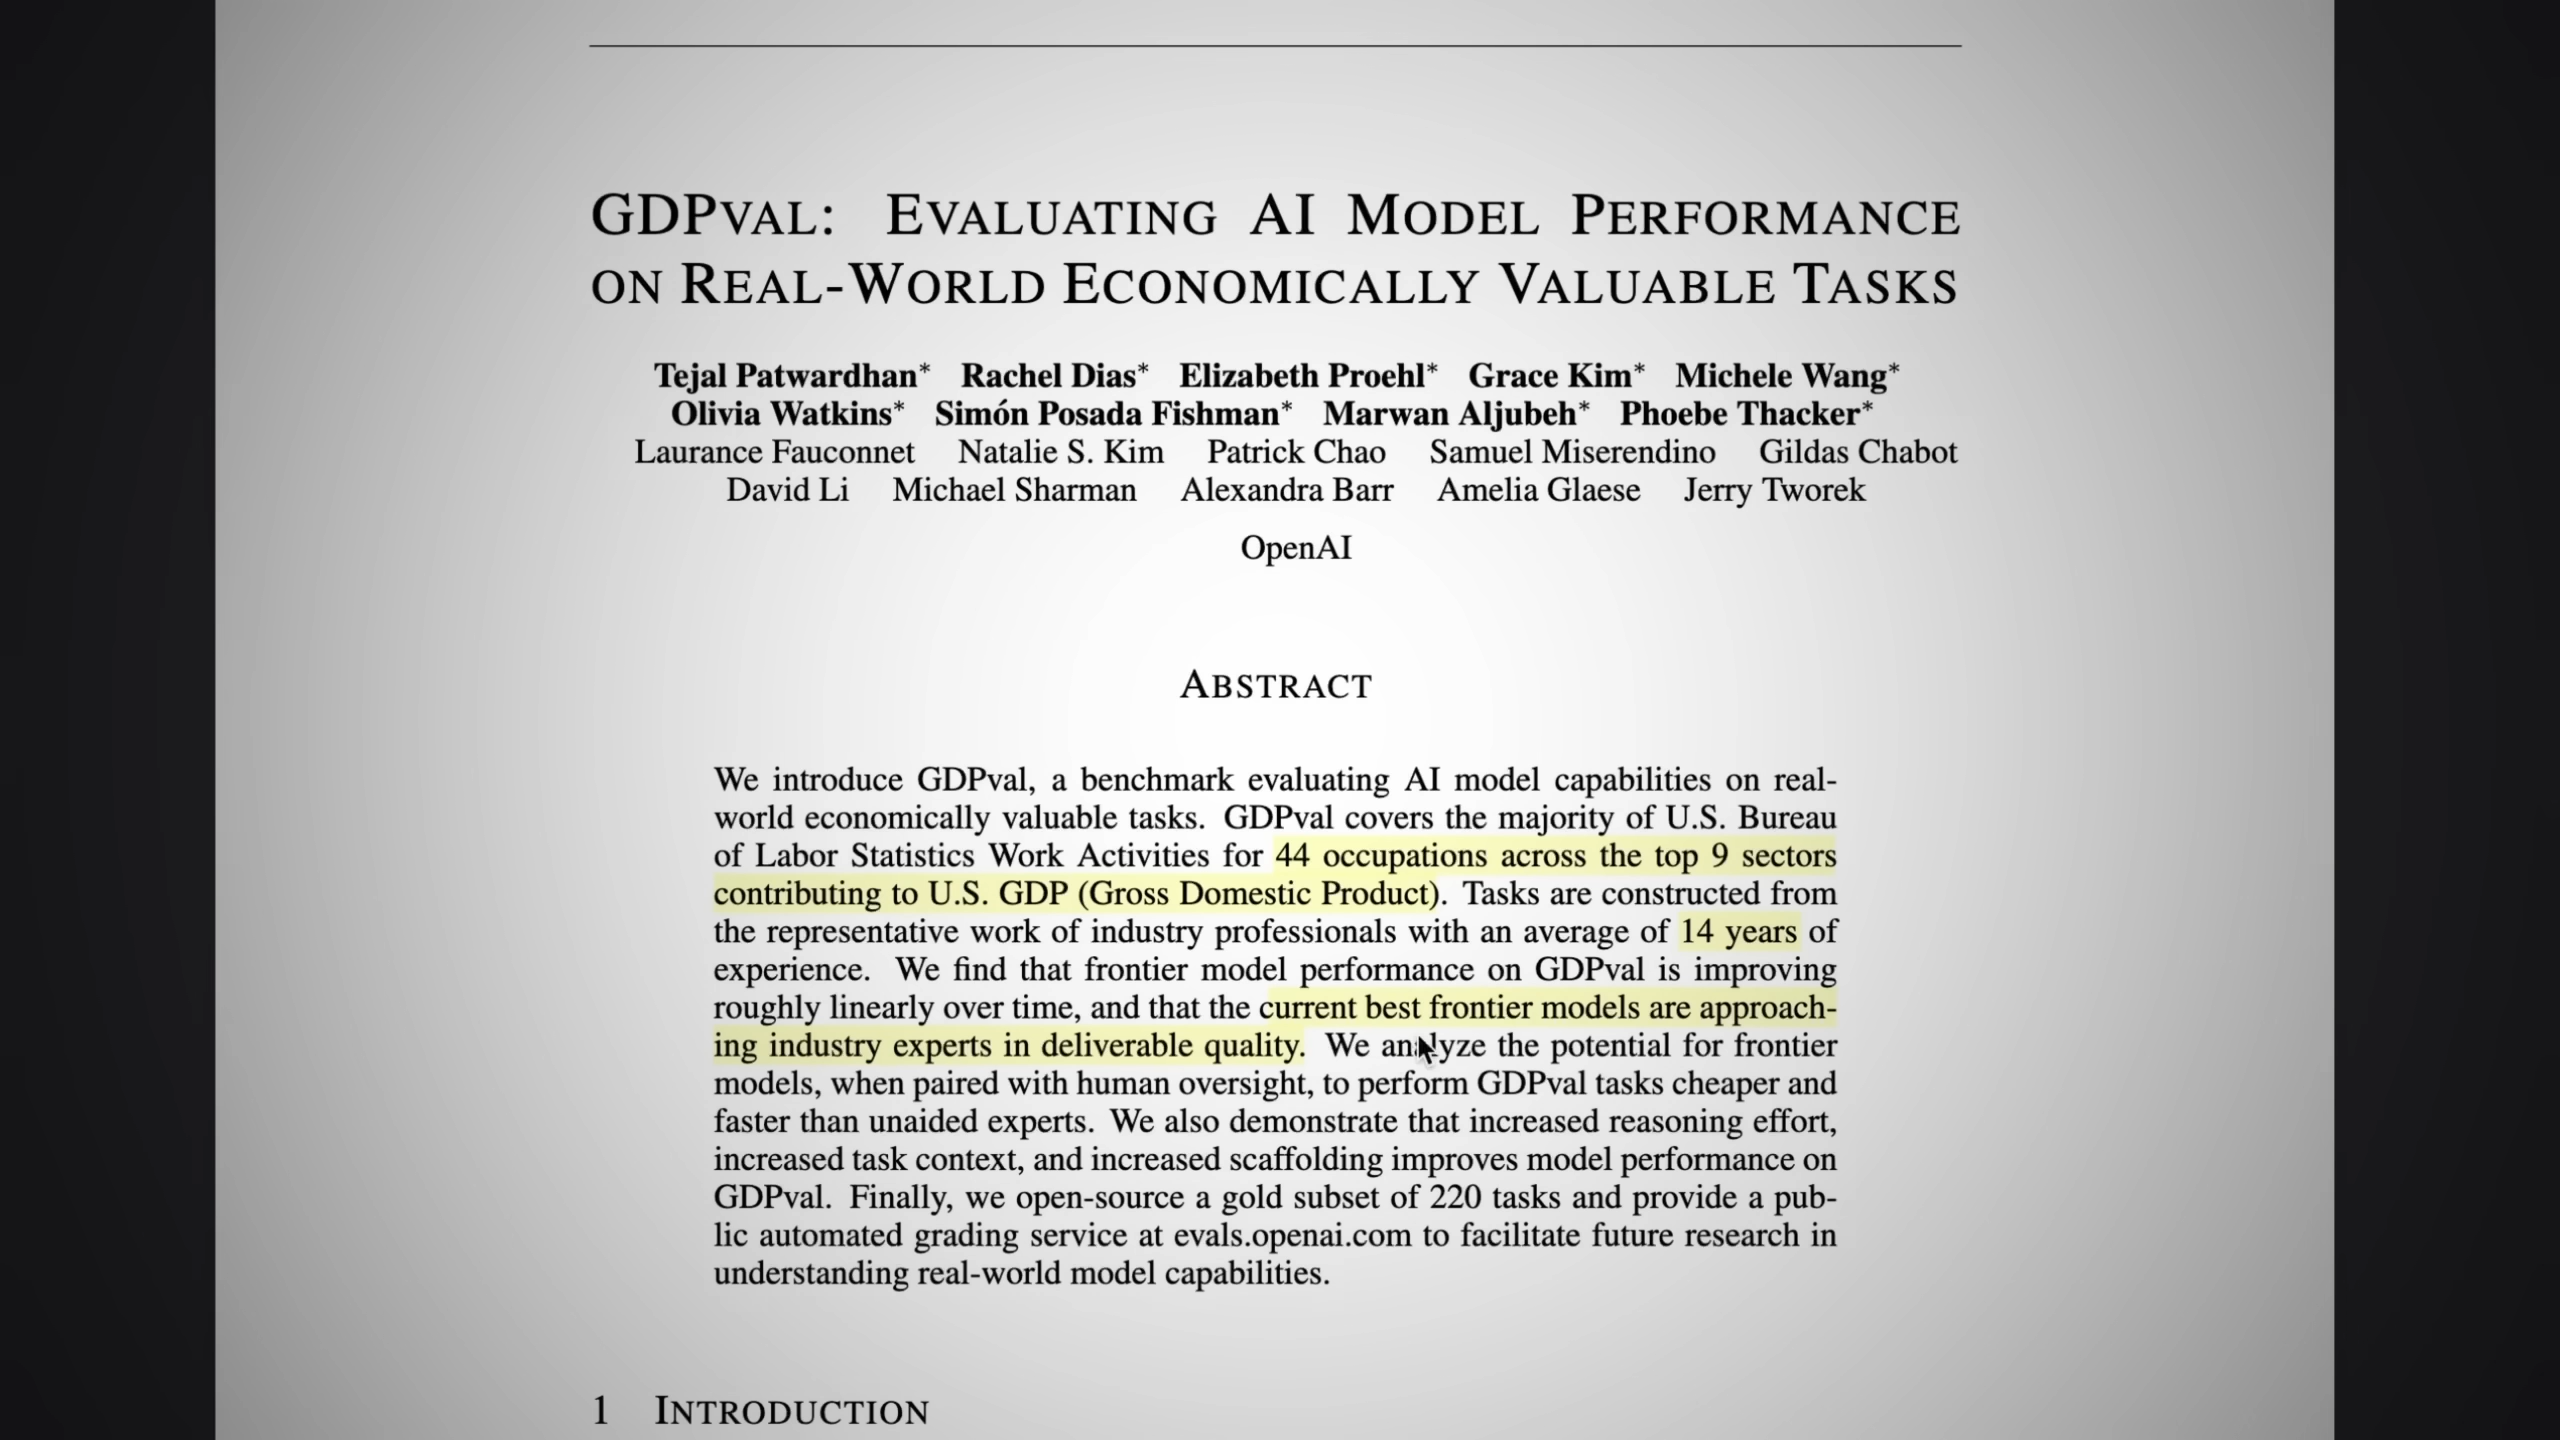 GDPVAL: EVALUATING AI MODEL PERFORMANCE
ON REAL-WORLD ECONOMICALLY VALUABLE TASKS
Tejal Patwardhan* Rachel Dias* Elizabeth Proehl* Grace Kim* Michele Wang*
Olivia Watkins* Simón Posada Fishman* Marwan Aljubeh* Phoebe Thacker*
Laurance Fauconnet Natalie S. Kim Patrick Chao Samuel Miserendino Gildas Chabot
David Li Michael Sharman Alexandra Barr Amelia Glaese Jerry Tworek
OpenAI
ABSTRACT
We introduce GDPval, a benchmark evaluating AI model capabilities on real-
world economically valuable tasks. GDPval covers the majority of U.S. Bureau
of Labor Statistics Work Activities for 44 occupations across the top 9 sectors
contributing to U.S. GDP (Gross Domestic Product). Tasks are constructed from
the representative work of industry professionals with an average of 14 years of
experience. We find that frontier model performance on GDPval is improving
roughly linearly over time, and that the current best frontier models are approach-
ing industry experts in deliverable quality. We analyze the potential for frontier
models, when paired with human oversight, to perform GDPval tasks cheaper and
faster than unaided experts. We also demonstrate that increased reasoning effort,
increased task context, and increased scaffolding improves model performance on
GDPval. Finally, we open-source a gold subset of 220 tasks and provide a pub-
lic automated grading service at evals.openai.com to facilitate future research in
understanding real-world model capabilities.
1 INTRODUCTION